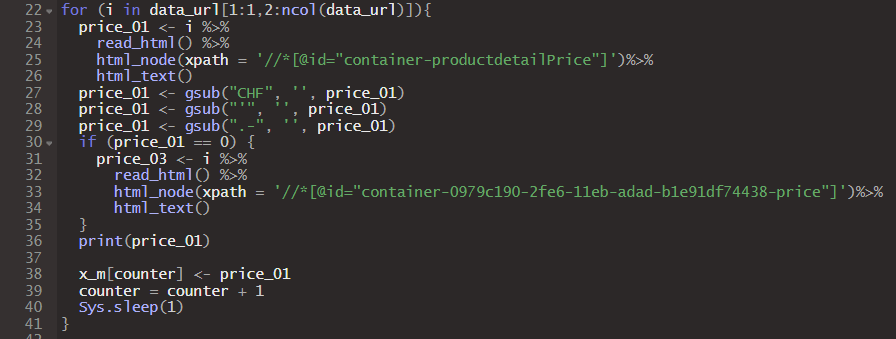 22 for (i in data_url[1:1,2:ncol(data_url)]){
23   price_01 <- i %>%
24     read_html() %>%
25     html_node(xpath = '//*[@id="container-productdetailPrice"]')%>%
26     html_text()
27   price_01 <- gsub("CHF", '', price_01)
28   price_01 <- gsub("'", '', price_01)
29   price_01 <- gsub(".-", '', price_01)
30   if (price_01 == 0) {
31     price_03 <- i %>%
32       read_html() %>%
33       html_node(xpath = '//*[@id="container-0979c190-2fe6-11eb-adad-b1e91df74438-price"]')%>%
34       html_text()
35   }
36   print(price_01)
37
38   x_m[counter] <- price_01
39   counter = counter + 1
40   Sys.sleep(1)
41 }